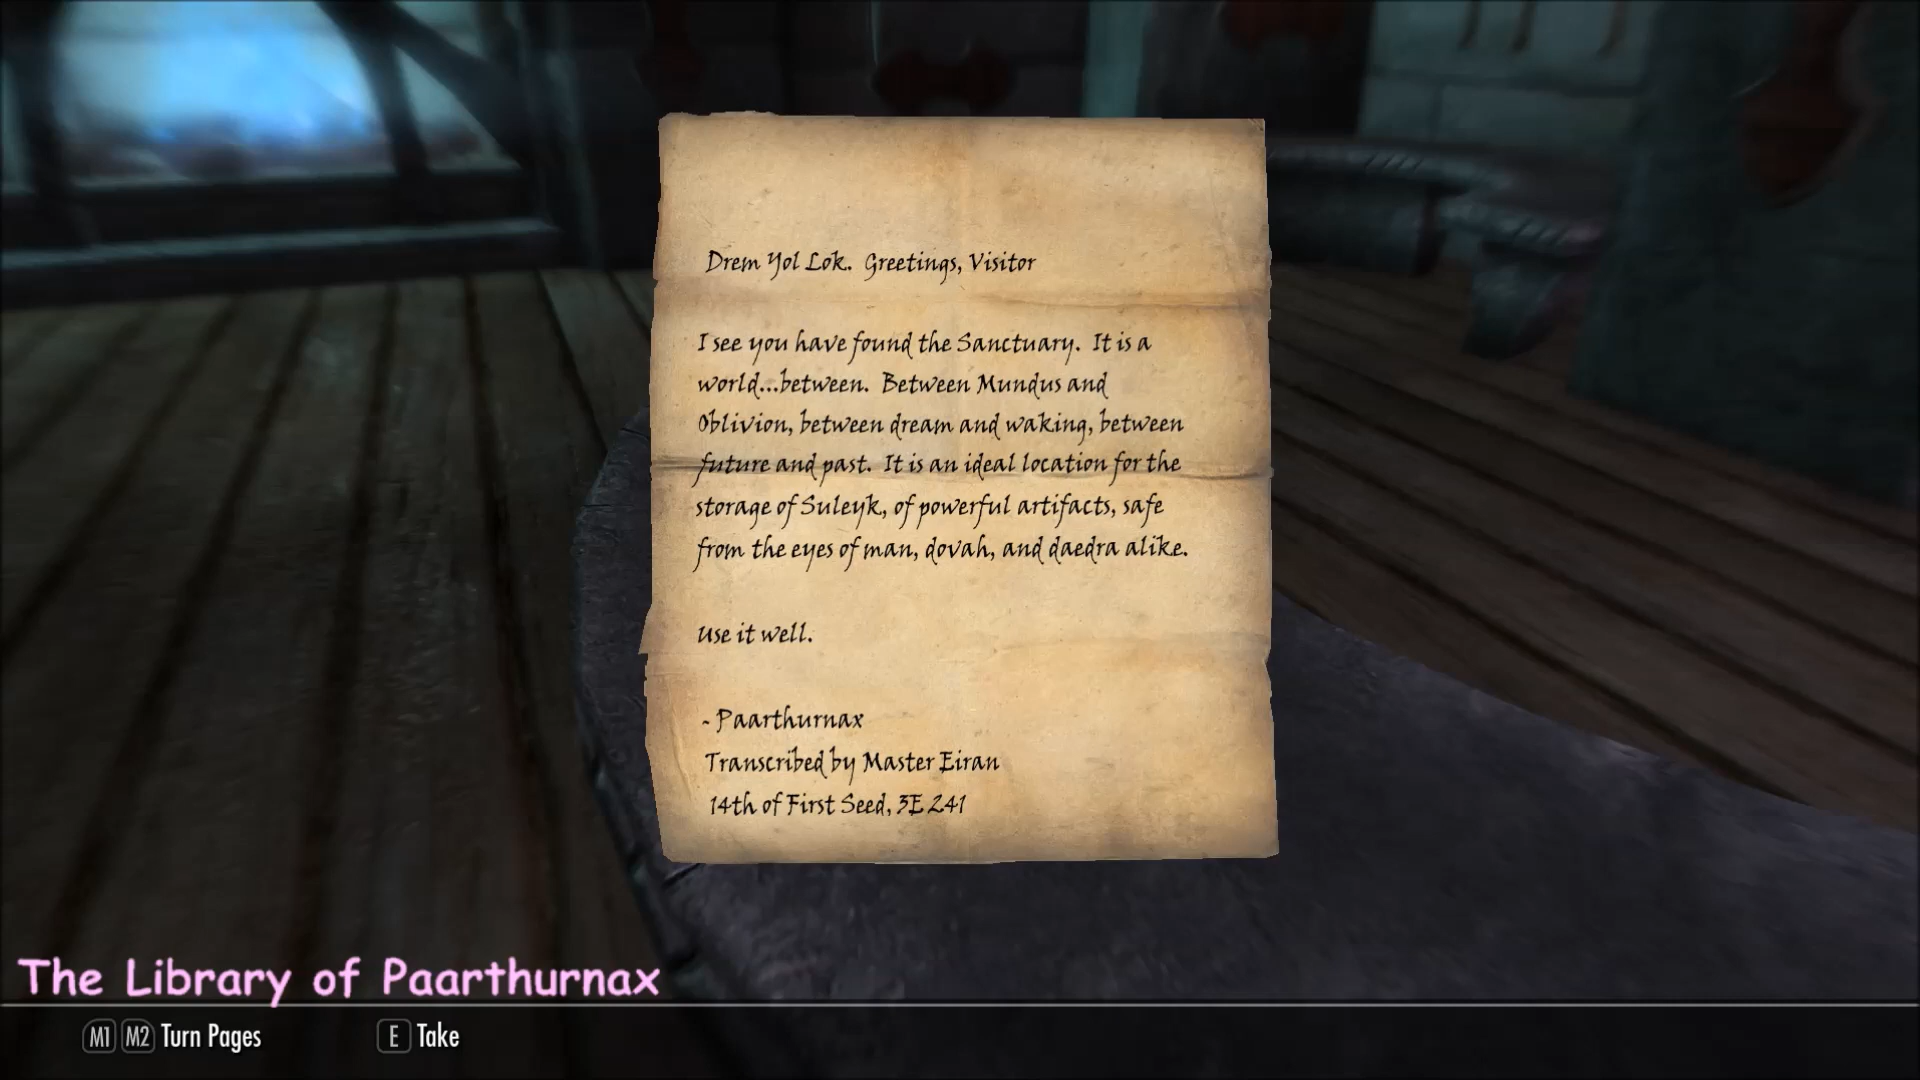 Drem Yol Lok. Greetings, Visitor
I see you have found the Sanctuary. It is a
world...between. Between Mundus and
Oblivion, between dream and waking, between
future and past. It is an ideal location for the
storage of Suleyk, of powerful artifacts, safe
from the eyes of man, dovah, and daedra alike.
Use it well.
- Paarthurnax
Transcribed by Master Eiran
14th of First Seed, 3E 241
The Library of Paarthurnax
M1 M2 Turn Pages E Take